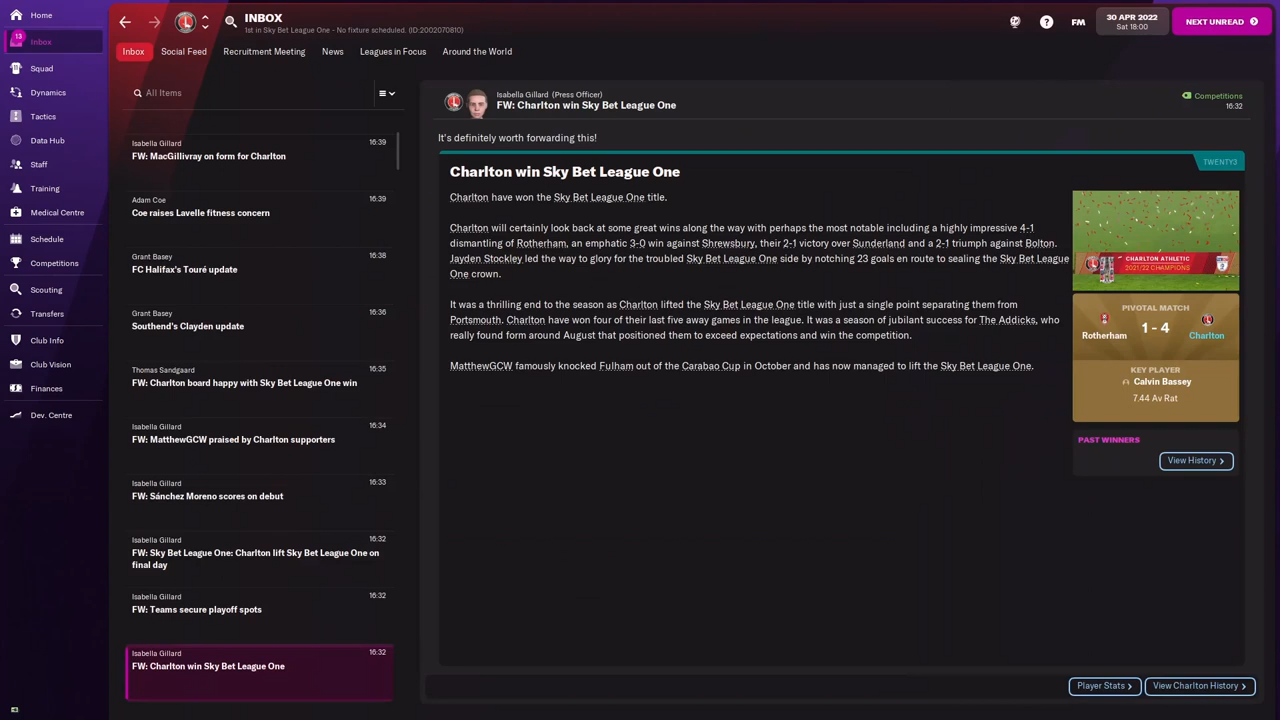 Home
INBOX
1st in Sky Bet League One - No fixture scheduled. (ID:2002070810)
FM
30 APR 2022
Sat 18:00
NEXT UNREAD
13
Inbox
Inbox
Social Feed
Recruitment Meeting
News
Leagues in Focus
Around the World
Squad
Dynamics
Tactics
Data Hub
Staff
Training
Medical Centre
Schedule
Competitions
Scouting
Transfers
Club Info
Club Vision
Finances
Dev. Centre
All Items
Isabella Gillard
16:39
FW: MacGillivray on form for Charlton
Adam Coe
16:39
Coe raises Lavelle fitness concern
Grant Basey
16:38
FC Halifax's Touré update
Grant Basey
16:36
Southend's Clayden update
Thomas Sandgaard
16:35
FW: Charlton board happy with Sky Bet League One win
Isabella Gillard
16:34
FW: MatthewGCW praised by Charlton supporters
Isabella Gillard
16:33
FW: Sánchez Moreno scores on debut
Isabella Gillard
16:32
FW: Sky Bet League One: Charlton lift Sky Bet League One on
final day
Isabella Gillard
16:32
FW: Teams secure playoff spots
Isabella Gillard
16:32
FW: Charlton win Sky Bet League One
Isabella Gillard (Press Officer)
FW: Charlton win Sky Bet League One
Competitions
16:32
It's definitely worth forwarding this!
TWENTY3
Charlton win Sky Bet League One
Charlton have won the Sky Bet League One title.
Charlton will certainly look back at some great wins along the way with perhaps the most notable including a highly impressive 4-1
dismantling of Rotherham, an emphatic 3-0 win against Shrewsbury, their 2-1 victory over Sunderland and a 2-1 triumph against Bolton.
Jayden Stockley led the way to glory for the troubled Sky Bet League One side by notching 23 goals en route to sealing the Sky Bet League
One crown.
It was a thrilling end to the season as Charlton lifted the Sky Bet League One title with just a single point separating them from
Portsmouth. Charlton have won four of their last five away games in the league. It was a season of jubilant success for The Addicks, who
really found form around August that positioned them to exceed expectations and win the competition.
MatthewGCW famously knocked Fulham out of the Carabao Cup in October and has now managed to lift the Sky Bet League One.
CHARLTON ATHLETIC
2021/22 CHAMPIONS
PIVOTAL MATCH
Rotherham
1 - 4
Charlton
KEY PLAYER
Calvin Bassey
7.44 Av Rat
PAST WINNERS
View History
Player Stats
View Charlton History